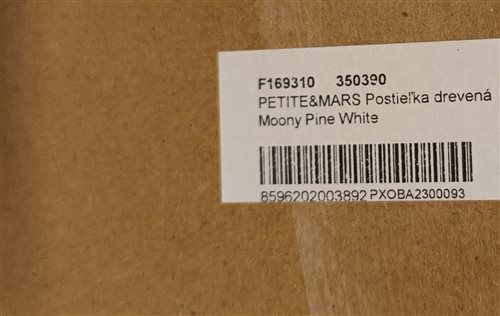 F169310 350390
PETITE&MARS Postieľka drevená
Moony Pine White
8596202003892 PXOBA2300093